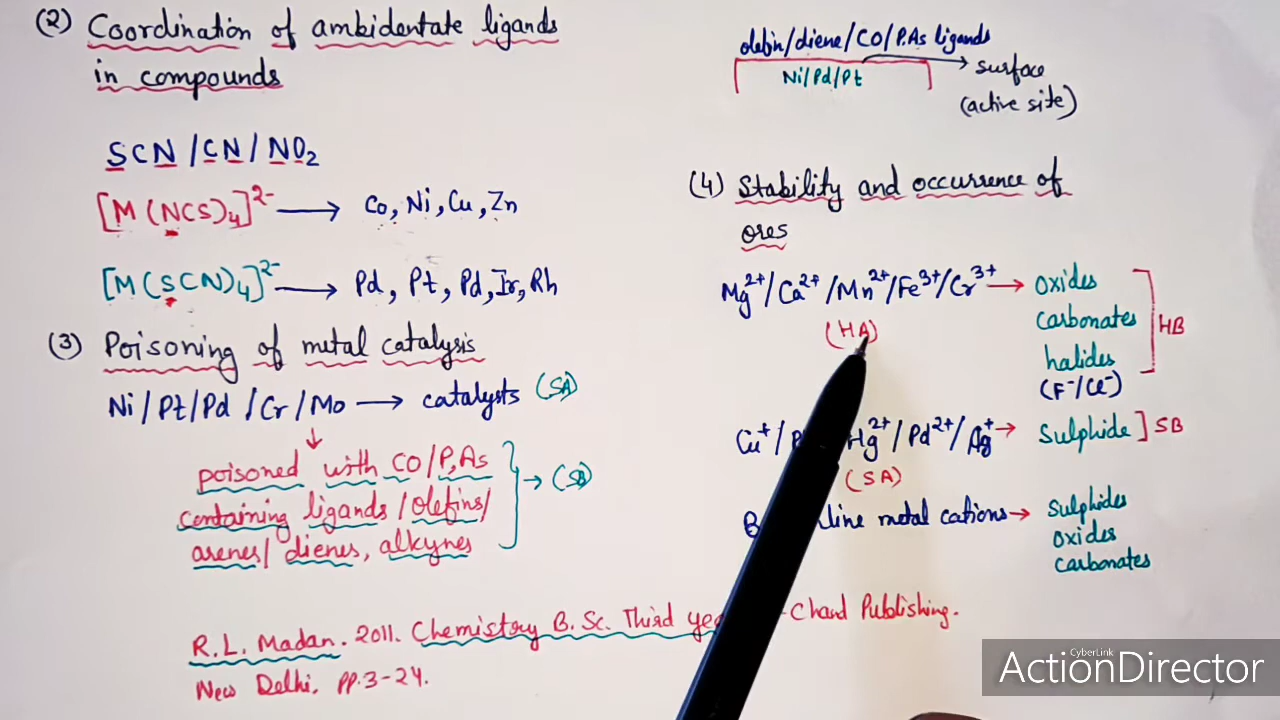 (2) Coordination of ambidentate ligands
in compounds
SCN / CN / NO₂
[M(NCS)₄]²⁻ → Co, Ni, Cu, Zn
[M(SCN)₄]²⁻ → Pd, Pt, Pd, Ir, Rh
(3) Poisoning of metal catalysis
Ni / Pt / Pd / Cr / Mo → catalysts (SA)
↓
poisoned with CO / P, As
containing ligands / olefins /
arenes / dienes, alkynes
→ (SB)
R.L. Madan. 2011. Chemistry B.Sc. Third Chand Publishing.
New Delhi, pp.3-24.
olefin/diene/CO/P,As ligands
Ni/Pd/Pt
→ surface
(active site)
(4) Stability and occurrence of
ores
Mg²⁺/Ca²⁺/Mn²⁺/Fe³⁺/Cr³⁺ → oxides
(HA)
carbonates
HB
halides
(F⁻/Cl⁻)
Cu⁺/ Hg²⁺/Pd²⁺/Ag⁺ → Sulphide ] SB
(SA)
metal cations → Sulphides
oxides
carbonates
CyberLink
ActionDirector